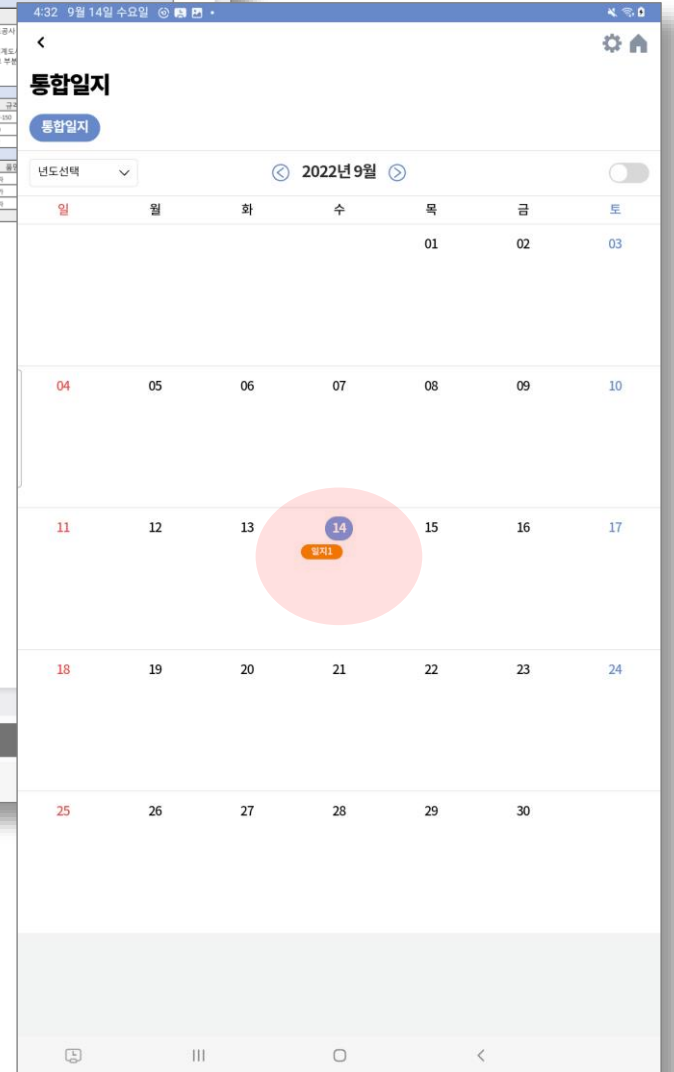 4:32 9월 14일 수요일
통합일지
통합일지
년도선택
2022년 9월
일 월 화 수 목 금 토
01 02 03
04 05 06 07 08 09 10
11 12 13 14 15 16 17
일지1
18 19 20 21 22 23 24
25 26 27 28 29 30